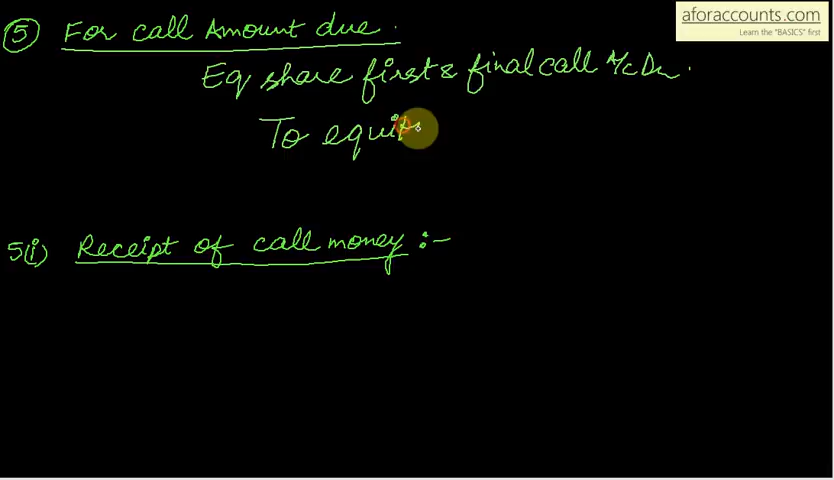 aforaccounts.com
Learn the "BASICS" first
5 For call Amount due.
Eq share first & final call A/c Dr.
To equit
5(i) Receipt of call money :-